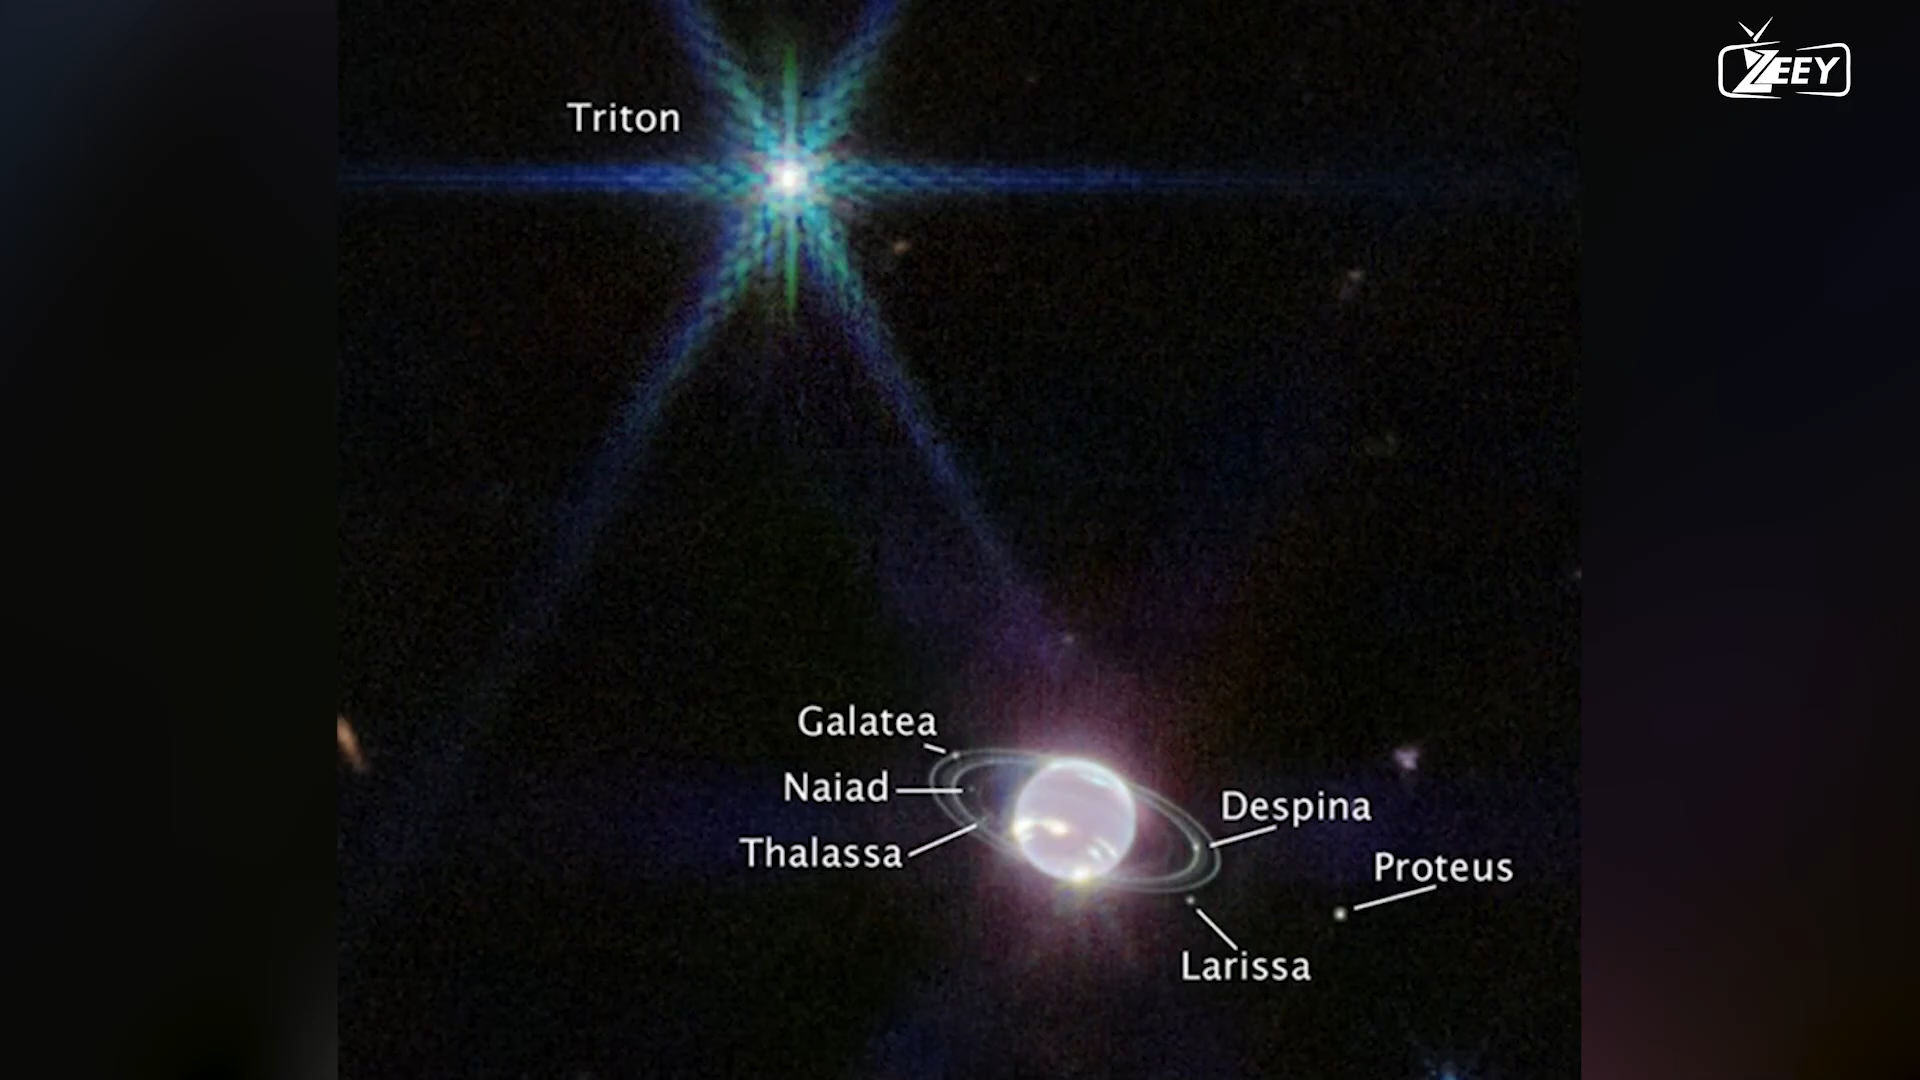 ZEEY
Triton
Galatea
Naiad
Thalassa
Despina
Proteus
Larissa